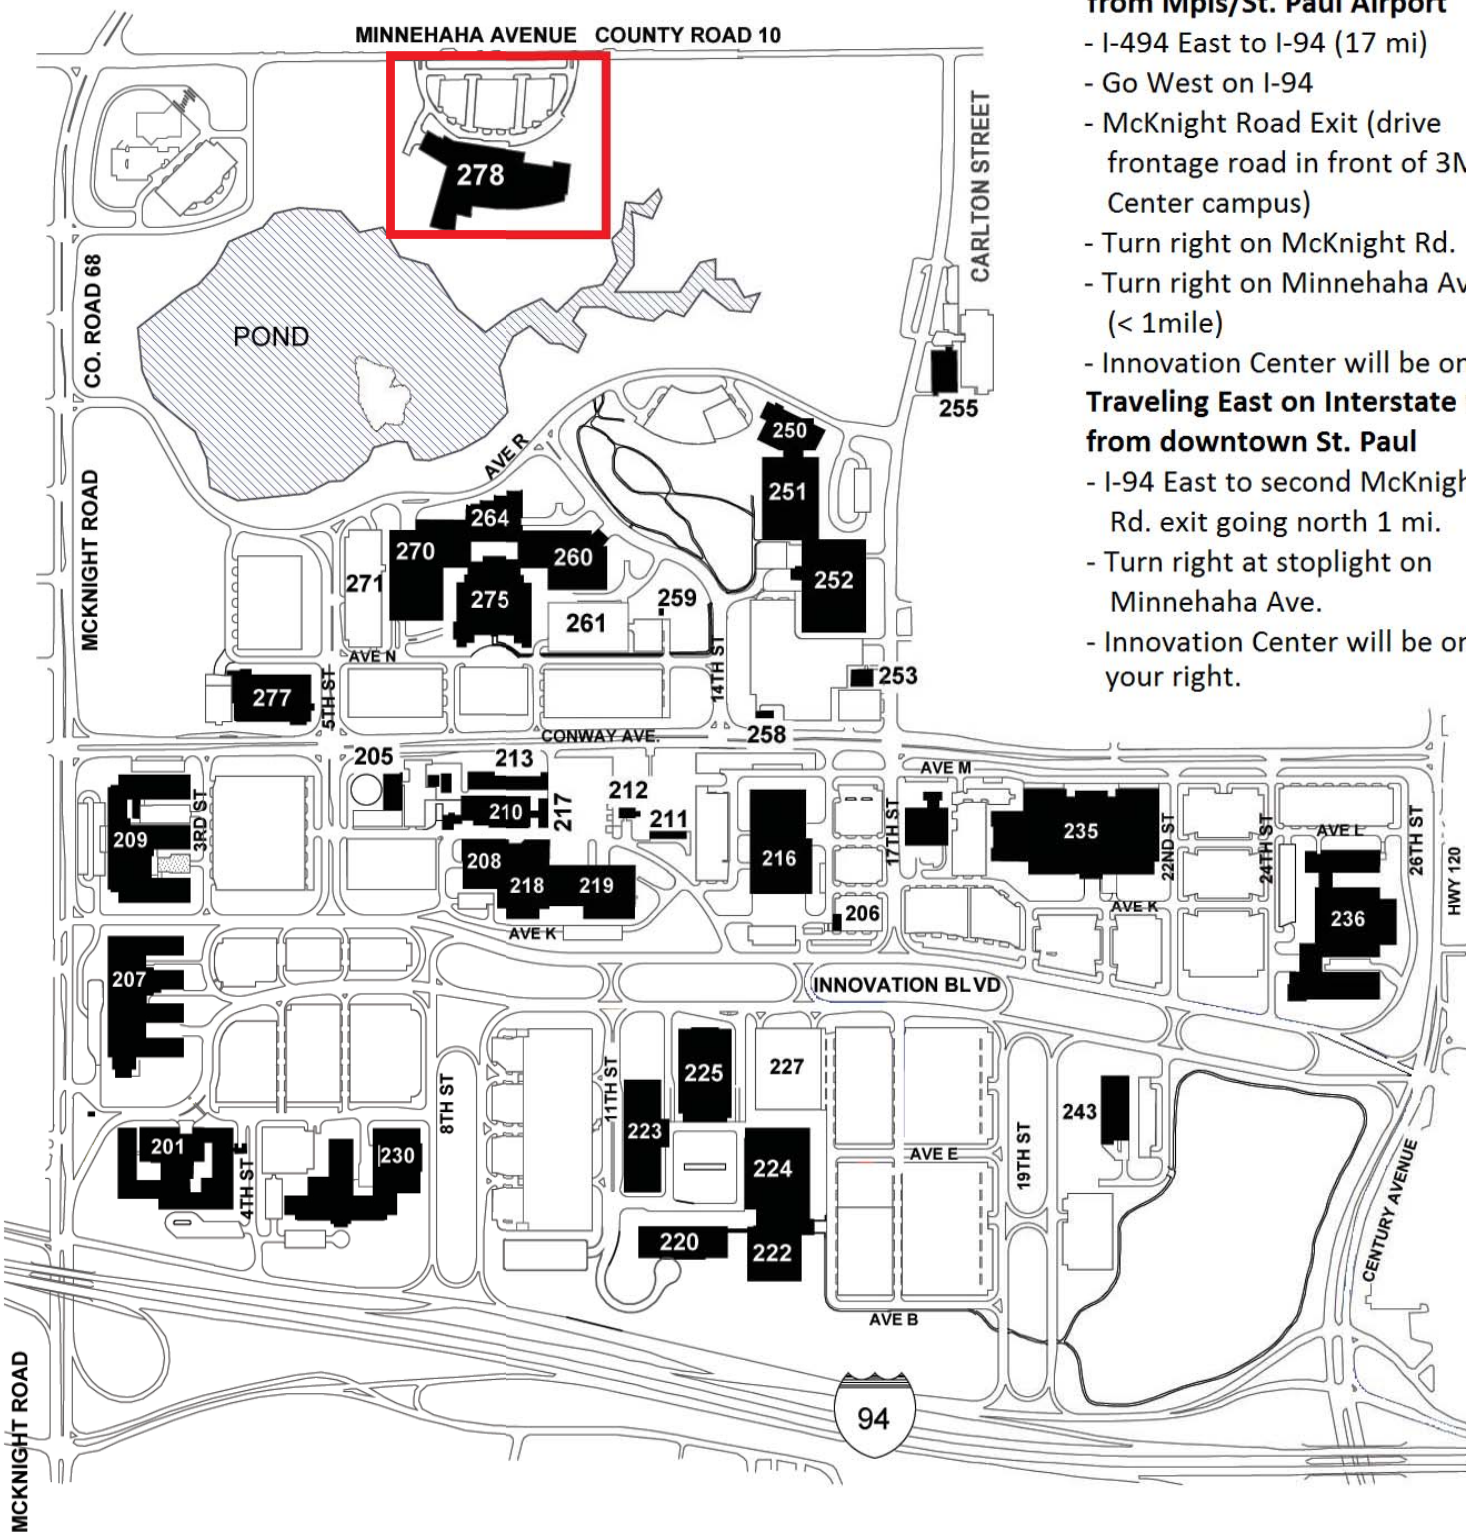 from Mpls/St. Paul Airport
- I-494 East to I-94 (17 mi)
- Go West on I-94
- McKnight Road Exit (drive
frontage road in front of 3M
Center campus)
- Turn right on McKnight Rd.
- Turn right on Minnehaha Av
(< 1mile)
- Innovation Center will be on
Traveling East on Interstate
from downtown St. Paul
- I-94 East to second McKnigh
Rd. exit going north 1 mi.
- Turn right at stoplight on
Minnehaha Ave.
- Innovation Center will be on
your right.
MINNEHAHA AVENUE COUNTY ROAD 10
278
CARLTON STREET
CO. ROAD 68
POND
255
250
AVE R
251
MCKNIGHT ROAD
264
270
260
252
271
275
259
261
AVE N
14TH ST
253
277
5TH ST
258
CONWAY AVE.
205
213
AVE M
212
217
210
211
3RD ST
209
208
216
17TH ST
235
22ND ST
24TH ST
AVE L
26TH ST
HWY 120
218
219
206
AVE K
AVE K
236
207
INNOVATION BLVD
225
227
11TH ST
8TH ST
223
243
201
230
224
AVE E
19TH ST
4TH ST
220
222
CENTURY AVENUE
AVE B
94
MCKNIGHT ROAD